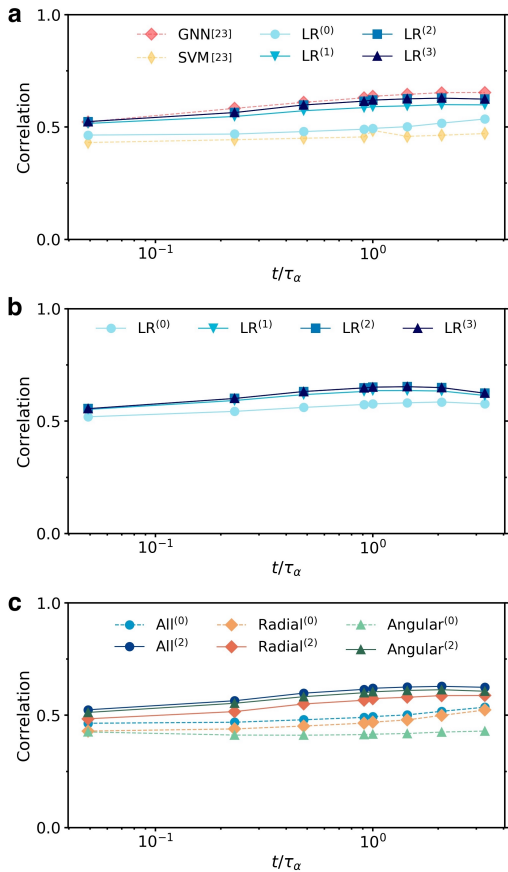 a
GNN[23] LR(0) LR(2)
SVM[23] LR(1) LR(3)
1.0
0.5
0.0
Correlation
10⁻¹ 10⁰
t/τα
b
LR(0) LR(1) LR(2) LR(3)
1.0
0.5
0.0
Correlation
10⁻¹ 10⁰
t/τα
c
All(0) Radial(0) Angular(0)
All(2) Radial(2) Angular(2)
1.0
0.5
0.0
Correlation
10⁻¹ 10⁰
t/τα